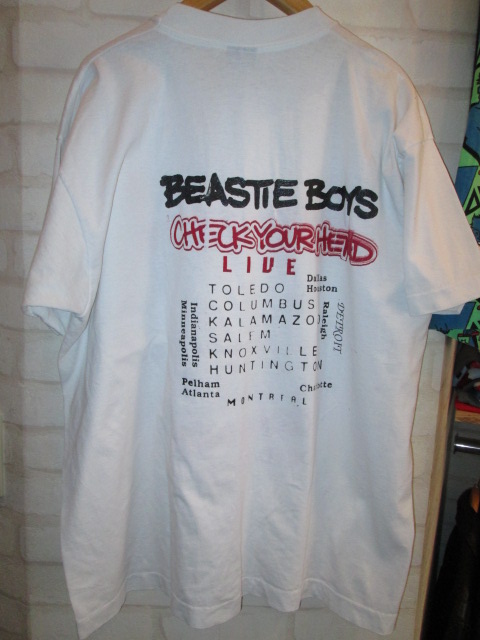 BEASTIE BOYS
CHECK YOUR HEAD
LIVE
Dallas
Houston
TOLEDO
COLUMBUS
KALAMAZOO
SALEM
KNOXVILLE
HUNTINGTON
Indianapolis
Minneapolis
Raleigh
DETROIT
Pelham
Atlanta
Charlotte
MONTREAL